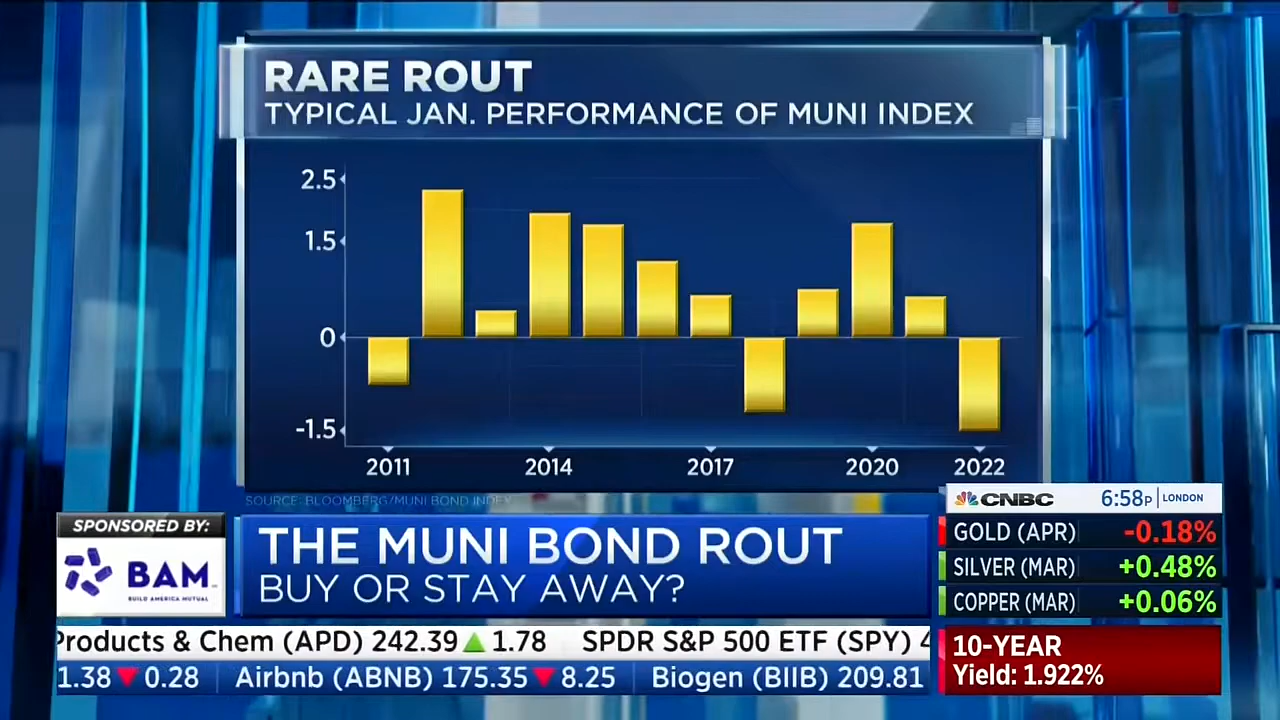 RARE ROUT
TYPICAL JAN. PERFORMANCE OF MUNI INDEX
2.5
1.5
0
-1.5
2011 2014 2017 2020 2022
SOURCE: BLOOMBERG/MUNI BOND INDEX
SPONSORED BY:
BAM
BUILD AMERICA MUTUAL
THE MUNI BOND ROUT
BUY OR STAY AWAY?
CNBC 6:58P LONDON
GOLD (APR) -0.18%
SILVER (MAR) +0.48%
COPPER (MAR) +0.06%
10-YEAR
Yield: 1.922%
Products & Chem (APD) 242.39 ▲ 1.78 SPDR S&P 500 ETF (SPY) 4
1.38 ▼ 0.28 Airbnb (ABNB) 175.35 ▼ 8.25 Biogen (BIIB) 209.81